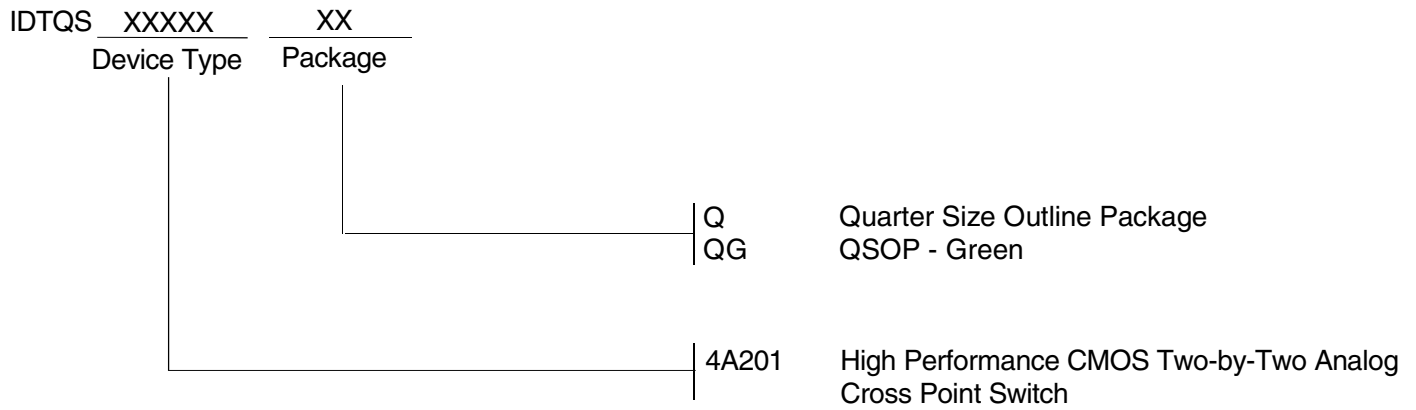 IDTQS XXXXX XX
Device Type Package
Q Quarter Size Outline Package
QG QSOP - Green
4A201 High Performance CMOS Two-by-Two Analog
Cross Point Switch